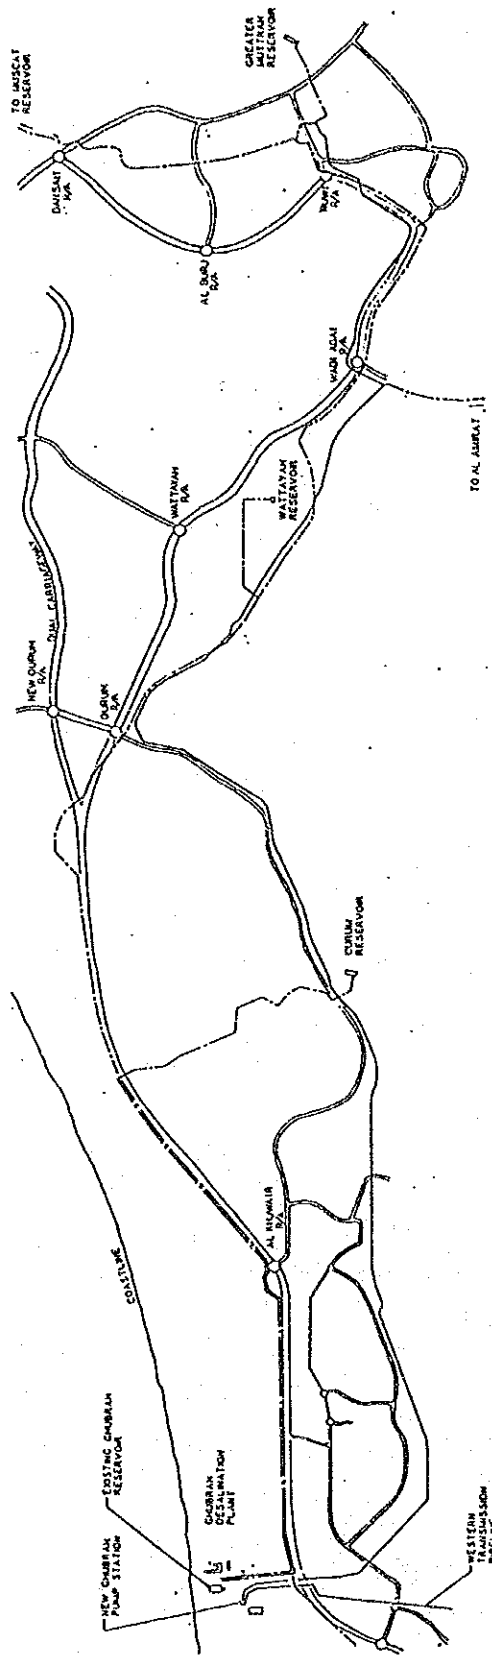 NEW GHUBRAH
PUMP STATION
EXISTING GHUBRAH
RESERVOIR
GHUBRAH
DESALINATION
PLANT
WESTERN
TRANSMISSION
COASTLINE
AL KHUWAIR
R/A
QURUM
RESERVOIR
NEW QURUM
R/A
DUAL CARRIAGEWAY
QURUM
R/A
WATTAYAH
R/A
WATTAYAH
RESERVOIR
WADI ADAI
R/A
TO AL AMRAT
AL BURJ
R/A
DARSAIT
R/A
TO MUSCAT
RESERVOIR
RUWI
R/A
GREATER
MUTTRAH
RESERVOIR